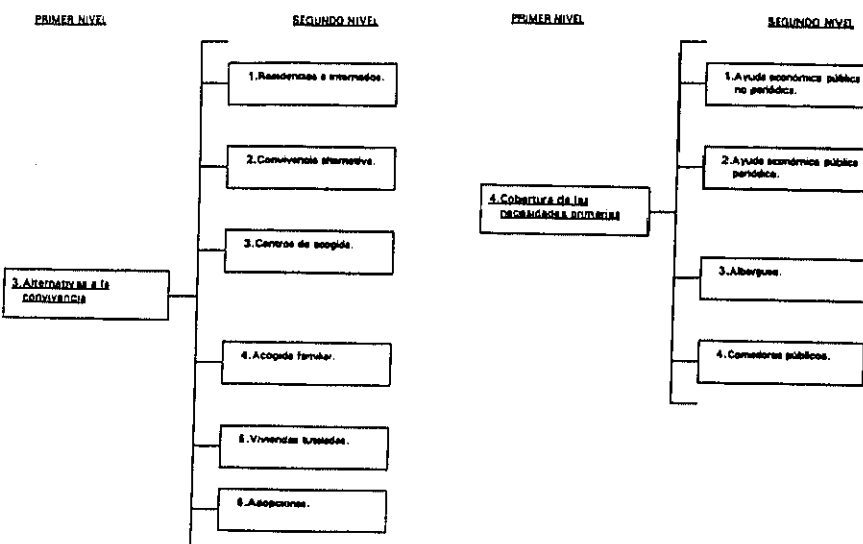 PRIMER NIVEL
SEGUNDO NIVEL
1.Residencias e internados.
2.Convivencia alternativa.
3.Centros de acogida.
3.Alternativas a la
convivencia
4.Acogida familiar.
5.Viviendas tuteladas.
6.Adopciones.
PRIMER NIVEL
SEGUNDO NIVEL
1.Ayuda económica pública
no periódica.
2.Ayuda económica pública
periódica.
4.Cobertura de las
necesidades primarias
3.Albergues.
4.Comedores públicos.